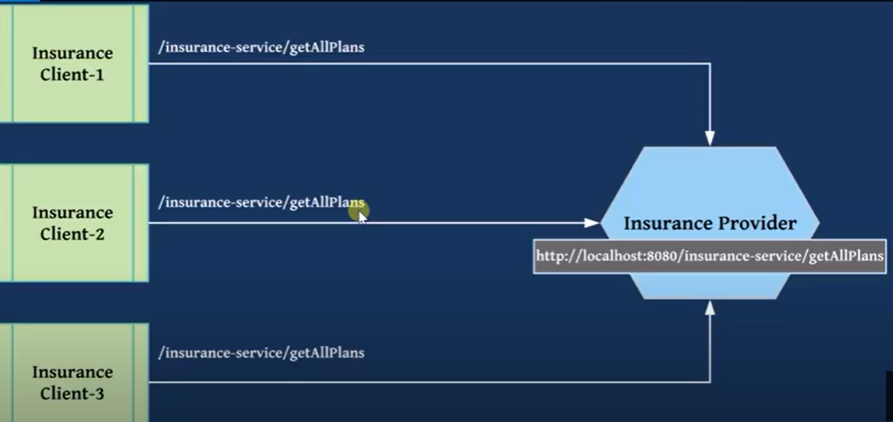 /insurance-service/getAllPlans
Insurance
Client-1
/insurance-service/getAllPlans
Insurance
Client-2
Insurance Provider
http://localhost:8080/insurance-service/getAllPlans
/insurance-service/getAllPlans
Insurance
Client-3